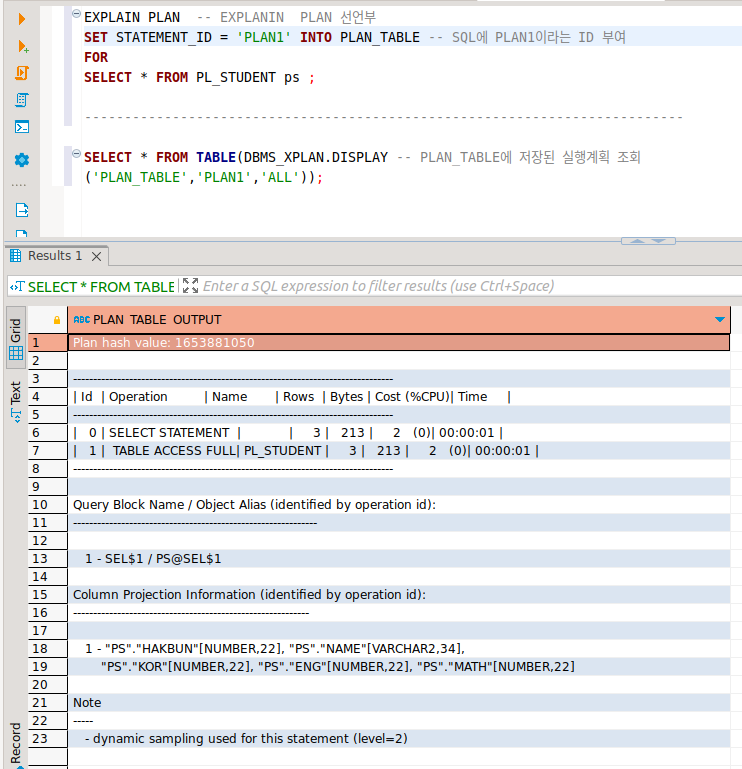 EXPLAIN PLAN  -- EXPLANIN  PLAN 선언부
SET STATEMENT_ID = 'PLAN1' INTO PLAN_TABLE -- SQL에 PLAN1이라는 ID 부여
FOR
SELECT * FROM PL_STUDENT ps ;
-------------------------------------------------------------------------
SELECT * FROM TABLE(DBMS_XPLAN.DISPLAY -- PLAN_TABLE에 저장된 실행계획 조회
('PLAN_TABLE','PLAN1','ALL'));
Results 1
SELECT * FROM TABLE Enter a SQL expression to filter results (use Ctrl+Space)
Grid
Text
Record
ABC PLAN_TABLE_OUTPUT
1 Plan hash value: 1653881050
2
3 --------------------------------------------------------------------------------
4 | Id  | Operation         | Name       | Rows  | Bytes | Cost (%CPU)| Time     |
5 --------------------------------------------------------------------------------
6 |   0 | SELECT STATEMENT  |            |     3 |   213 |     2   (0)| 00:00:01 |
7 |   1 |  TABLE ACCESS FULL| PL_STUDENT |     3 |   213 |     2   (0)| 00:00:01 |
8 --------------------------------------------------------------------------------
9
10 Query Block Name / Object Alias (identified by operation id):
11 -------------------------------------------------------------
12
13    1 - SEL$1 / PS@SEL$1
14
15 Column Projection Information (identified by operation id):
16 -----------------------------------------------------------
17
18    1 - "PS"."HAKBUN"[NUMBER,22], "PS"."NAME"[VARCHAR2,34],
19        "PS"."KOR"[NUMBER,22], "PS"."ENG"[NUMBER,22], "PS"."MATH"[NUMBER,22]
20
21 Note
22 -----
23    - dynamic sampling used for this statement (level=2)